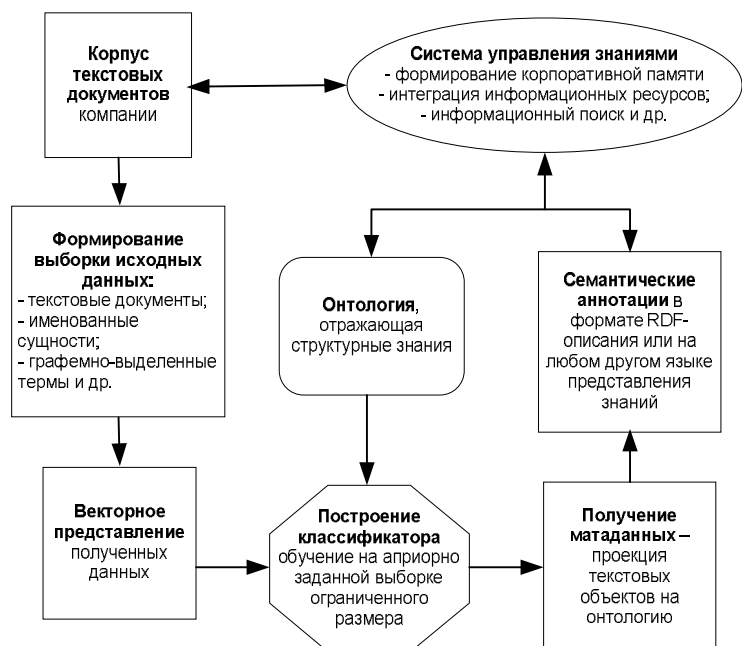 Корпус
текстовых
документов
компании
Система управления знаниями
- формирование корпоративной памяти
- интеграция информационных ресурсов;
- информационный поиск и др.
Формирование
выборки исходных
данных:
- текстовые документы;
- именованные
сущности;
- графемно-выделенные
термы и др.
Онтология,
отражающая
структурные знания
Семантические
аннотации в
формате RDF-
описания или на
любом другом языке
представления
знаний
Векторное
представление
полученных
данных
Построение
классификатора
обучение на априорно
заданной выборке
ограниченного
размера
Получение
матаданных –
проекция
текстовых
объектов на
онтологию